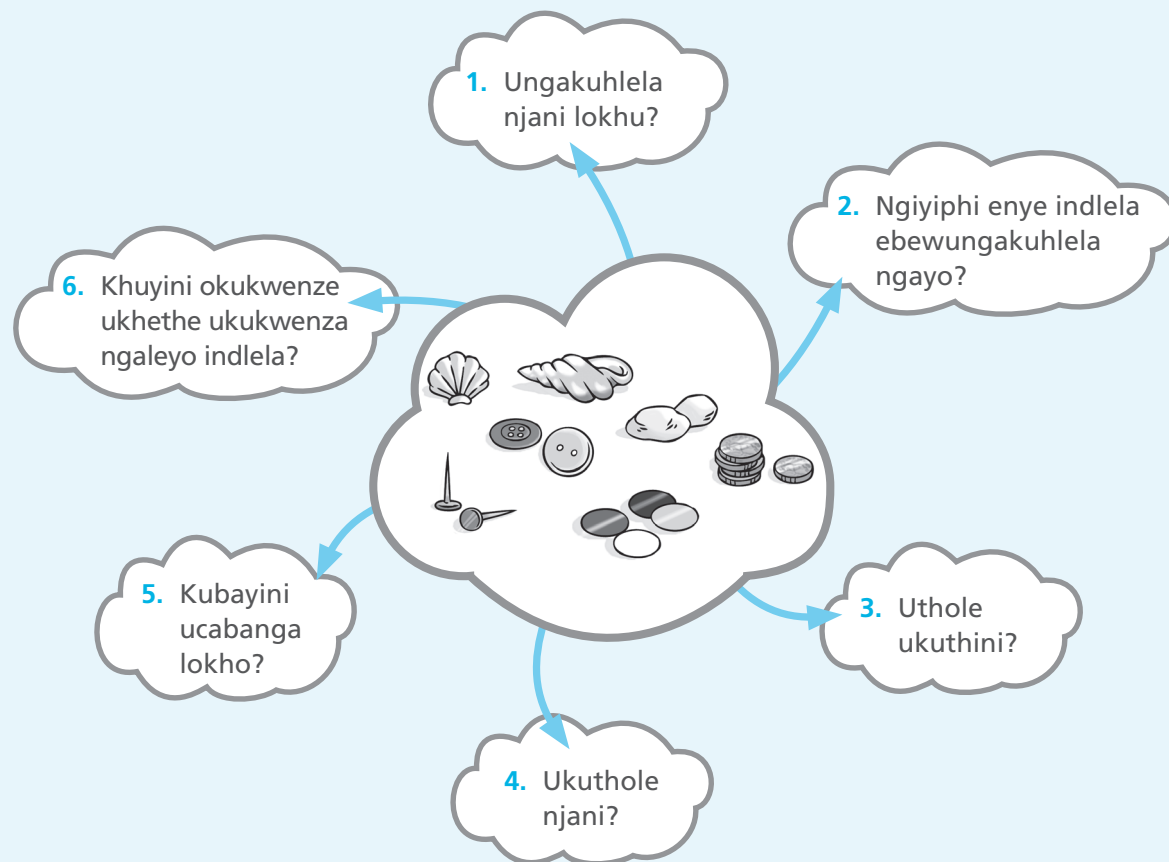 1. Ungakuhlela
njani lokhu?
2. Ngiyiphi enye indlela
ebewungakuhlela
ngayo?
3. Uthole
ukuthini?
4. Ukuthole
njani?
5. Kubayini
ucabanga
lokho?
6. Khuyini okukwenze
ukhethe ukukwenza
ngaleyo indlela?